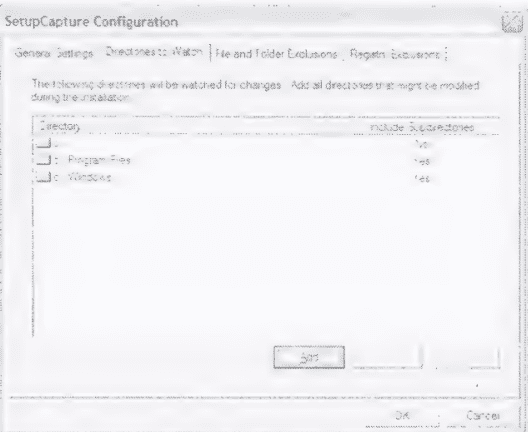 SetupCapture Configuration
General Settings Directories to Watch File and Folder Exclusions Registry Exclusions
The following directories will be watched for changes. Add all directories that might be modified
during the installation.
Directory Include Subdirectories
No
Program Files Yes
Windows Yes
Add
OK Cancel